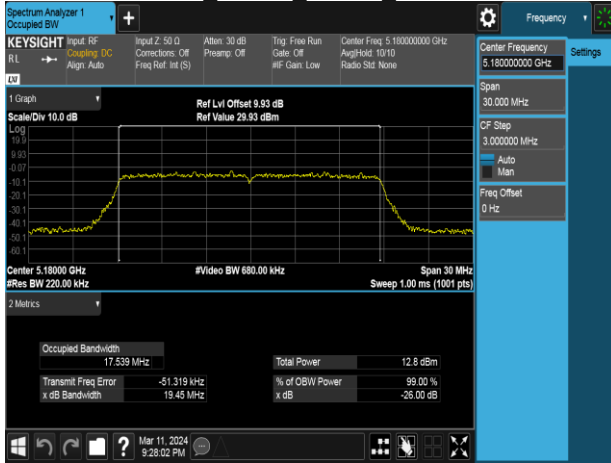 Spectrum Analyzer 1
Occupied BW
+
Frequency
KEYSIGHT
RL
Input: RF
Coupling: DC
Align: Auto
Input Z: 50 Ω
Corrections: Off
Freq Ref: Int (S)
Atten: 30 dB
Preamp: Off
Trig: Free Run
Gate: Off
#IF Gain: Low
Center Freq: 5.180000000 GHz
Avg|Hold: 10/10
Radio Std: None
LXI
Center Frequency
5.180000000 GHz
Settings
Span
30.000 MHz
CF Step
3.000000 MHz
Auto
Man
Freq Offset
0 Hz
1 Graph
Scale/Div 10.0 dB
Ref Lvl Offset 9.93 dB
Ref Value 29.93 dBm
Log
19.9
9.93
-0.07
-10.1
-20.1
-30.1
-40.1
-50.1
-60.1
Center 5.18000 GHz
#Res BW 220.00 kHz
#Video BW 680.00 kHz
Span 30 MHz
Sweep 1.00 ms (1001 pts)
2 Metrics
Occupied Bandwidth
17.539 MHz
Total Power 12.8 dBm
Transmit Freq Error -51.319 kHz
% of OBW Power 99.00 %
x dB Bandwidth 19.45 MHz
x dB -26.00 dB
?
Mar 11, 2024
9:28:02 PM